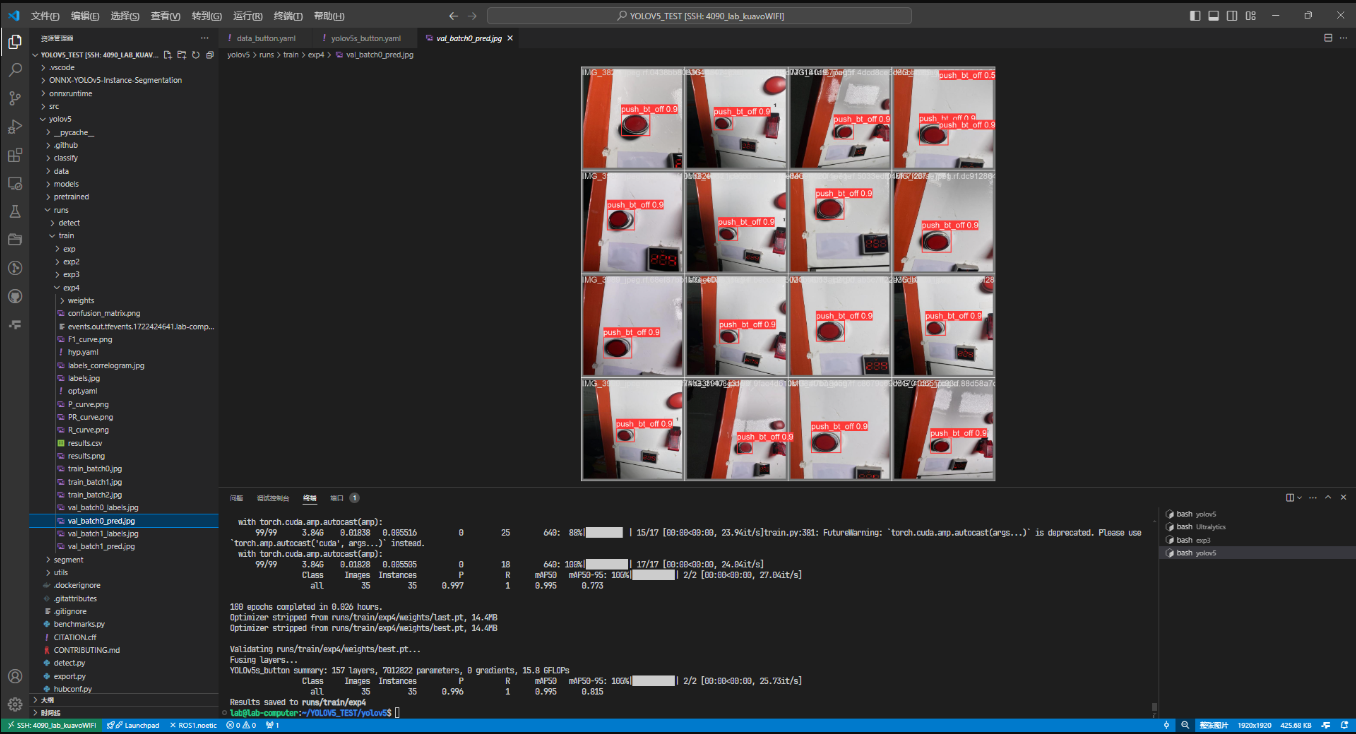 文件(F) 编辑(E) 选择(S) 查看(V) 转到(G) 运行(R) 终端(T) 帮助(H)
YOLOV5_TEST [SSH: 4090_lab_kuavoWIFI]
资源管理器
YOLOV5_TEST [SSH: 4090_LAB_KUAV...
.vscode
ONNX-YOLOv5-Instance-Segmentation
onnxruntime
src
yolov5
__pycache__
.github
classify
data
models
pretrained
runs
detect
train
exp
exp2
exp3
exp4
weights
confusion_matrix.png
events.out.tfevents.1722424641.lab-comp...
F1_curve.png
hyp.yaml
labels_correlogram.jpg
labels.jpg
opt.yaml
P_curve.png
PR_curve.png
R_curve.png
results.csv
results.png
train_batch0.jpg
train_batch1.jpg
train_batch2.jpg
val_batch0_labels.jpg
val_batch0_pred.jpg
val_batch1_labels.jpg
val_batch1_pred.jpg
segment
utils
.dockerignore
.gitattributes
.gitignore
benchmarks.py
CITATION.cff
CONTRIBUTING.md
detect.py
export.py
hubconf.py
大纲
时间线
data_button.yaml yolov5s_button.yaml val_batch0_pred.jpg
yolov5 > runs > train > exp4 > val_batch0_pred.jpg
push_bt_off 0.5
push_bt_off 0.9 push_bt_off 0.9 push_bt_off 0.9 push_bt_off 0.9
push_bt_off 0.9 push_bt_off 0.9 push_bt_off 0.9 push_bt_off 0.9
push_bt_off 0.9 push_bt_off 0.9 push_bt_off 0.9 push_bt_off 0.9
push_bt_off 0.9 push_bt_off 0.9 push_bt_off 0.9 push_bt_off 0.9
问题 调试控制台 终端 端口 1
with torch.cuda.amp.autocast(amp):
99/99 3.84G 0.01838 0.005516 0 25 640: 88%| | 15/17 [00:00<00:00, 23.94it/s]train.py:381: FutureWarning: `torch.cuda.amp.autocast(args...)` is deprecated. Please use
`torch.amp.autocast('cuda', args...)` instead.
with torch.cuda.amp.autocast(amp):
99/99 3.84G 0.01828 0.005505 0 18 640: 100%| | 17/17 [00:00<00:00, 24.04it/s]
Class Images Instances P R mAP50 mAP50-95: 100%| | 2/2 [00:00<00:00, 27.04it/s]
all 35 35 0.997 1 0.995 0.773
100 epochs completed in 0.026 hours.
Optimizer stripped from runs/train/exp4/weights/last.pt, 14.4MB
Optimizer stripped from runs/train/exp4/weights/best.pt, 14.4MB
Validating runs/train/exp4/weights/best.pt...
Fusing layers...
YOLOv5s_button summary: 157 layers, 7012822 parameters, 0 gradients, 15.8 GFLOPs
Class Images Instances P R mAP50 mAP50-95: 100%| | 2/2 [00:00<00:00, 25.73it/s]
all 35 35 0.996 1 0.995 0.815
Results saved to runs/train/exp4
lab@lab-computer:~/YOLOV5_TEST/yolov5$
bash yolov5
bash Ultralytics
bash exp3
bash yolov5
SSH: 4090_lab_kuavoWIFI Launchpad ROS1.noetic 0 0 1 整张图片 1920x1920 425.68 KB